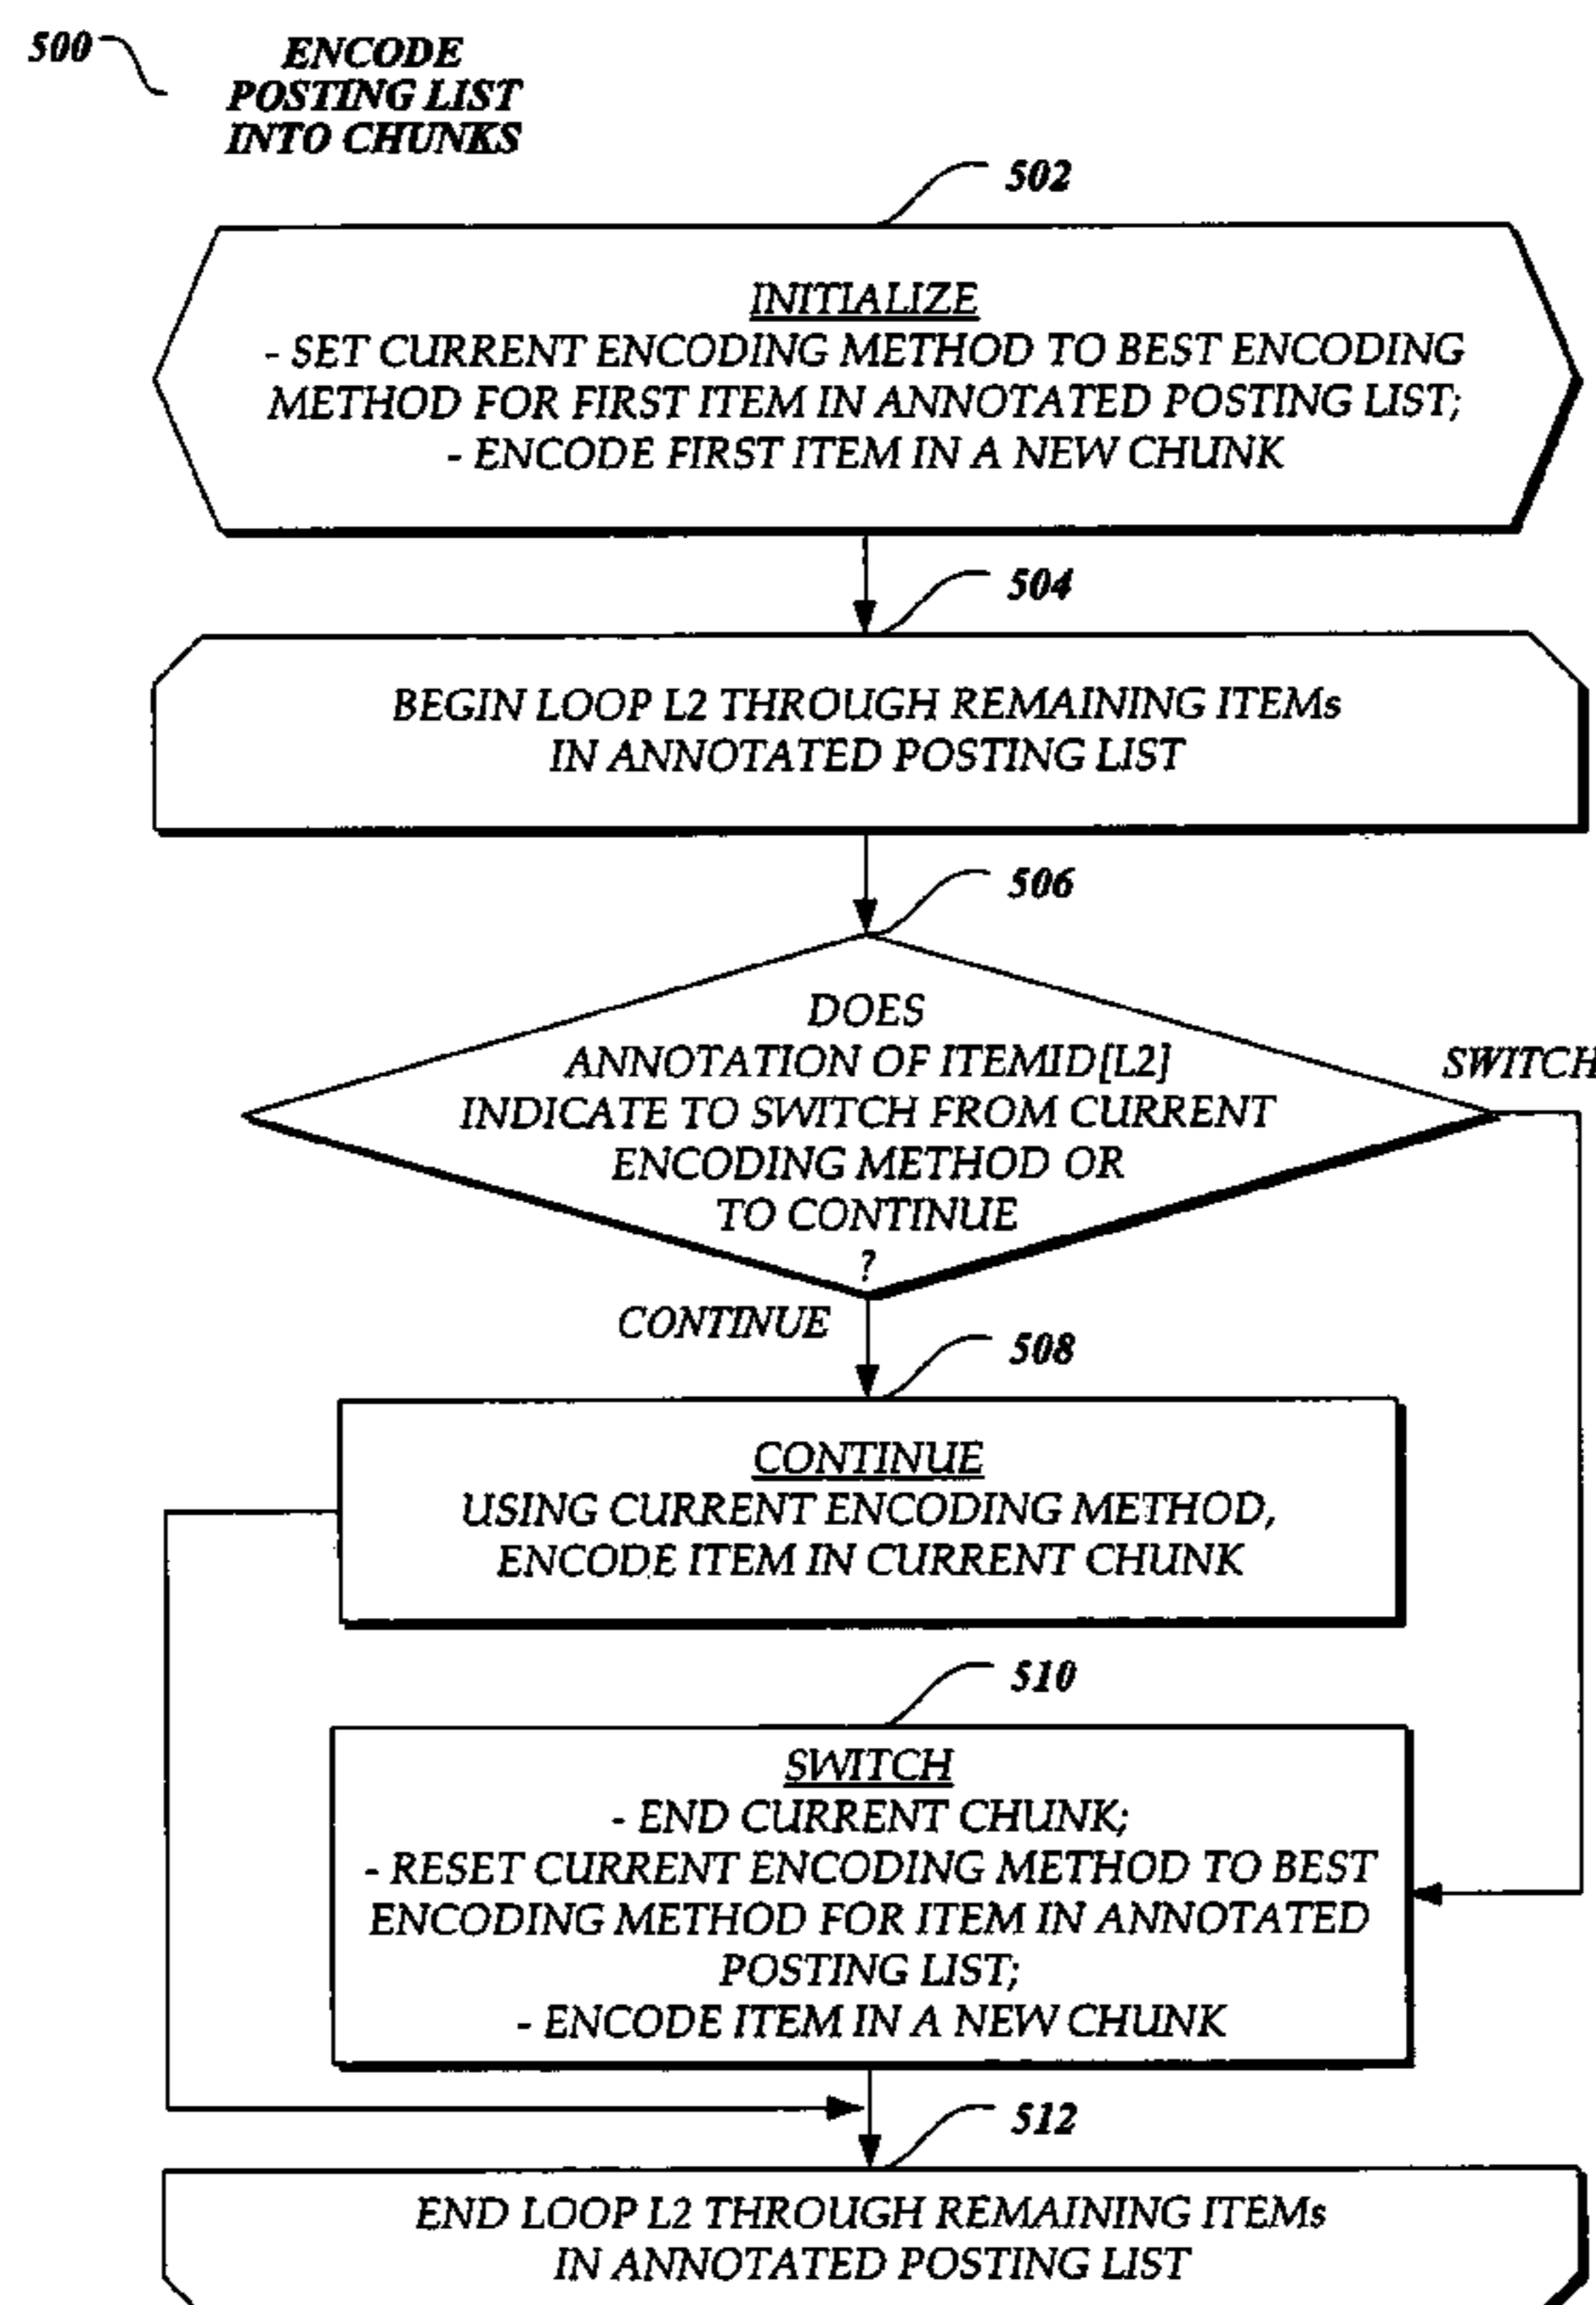 500
ENCODE
POSTING LIST
INTO CHUNKS
502
INITIALIZE
- SET CURRENT ENCODING METHOD TO BEST ENCODING
METHOD FOR FIRST ITEM IN ANNOTATED POSTING LIST;
- ENCODE FIRST ITEM IN A NEW CHUNK
504
BEGIN LOOP L2 THROUGH REMAINING ITEMs
IN ANNOTATED POSTING LIST
506
DOES
ANNOTATION OF ITEMID[L2]
INDICATE TO SWITCH FROM CURRENT
ENCODING METHOD OR
TO CONTINUE
?
SWITCH
CONTINUE
508
CONTINUE
USING CURRENT ENCODING METHOD,
ENCODE ITEM IN CURRENT CHUNK
510
SWITCH
- END CURRENT CHUNK;
- RESET CURRENT ENCODING METHOD TO BEST
ENCODING METHOD FOR ITEM IN ANNOTATED
POSTING LIST;
- ENCODE ITEM IN A NEW CHUNK
512
END LOOP L2 THROUGH REMAINING ITEMs
IN ANNOTATED POSTING LIST